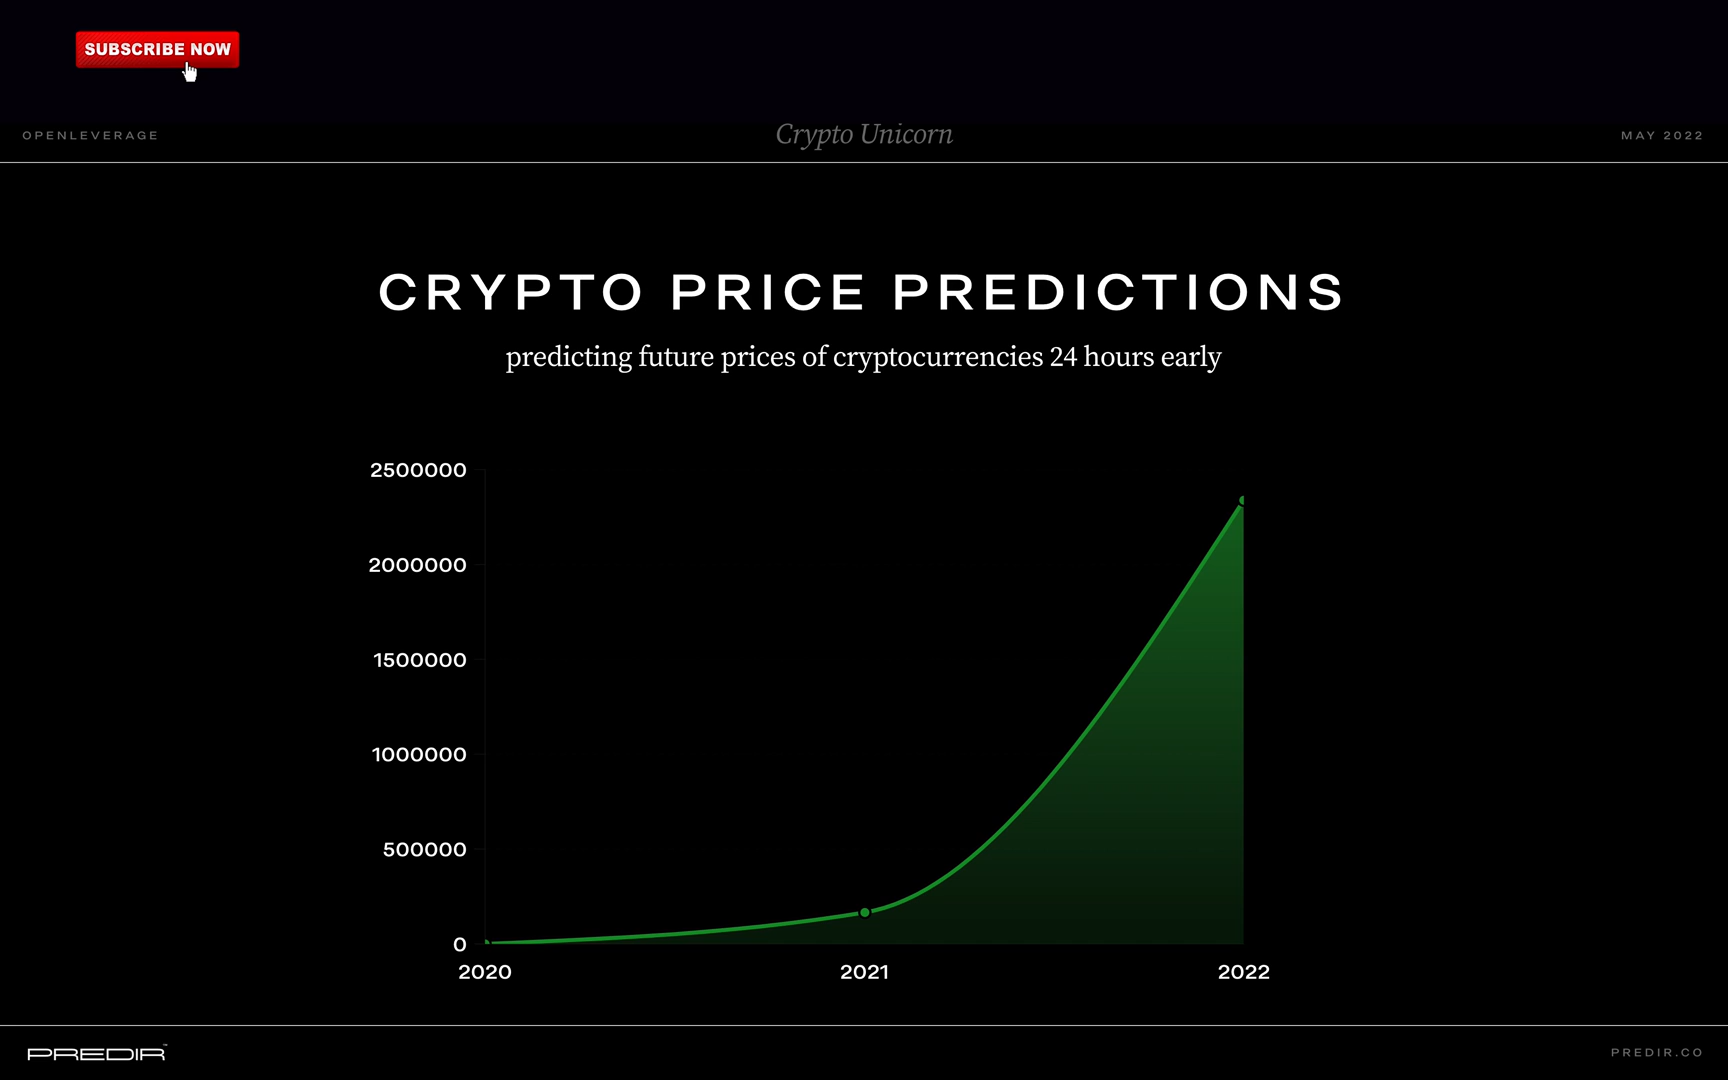 SUBSCRIBE NOW
OPENLEVERAGE
Crypto Unicorn
MAY 2022
CRYPTO PRICE PREDICTIONS
predicting future prices of cryptocurrencies 24 hours early
2500000
2000000
1500000
1000000
500000
0
2020
2021
2022
PREDIR™
PREDIR.CO